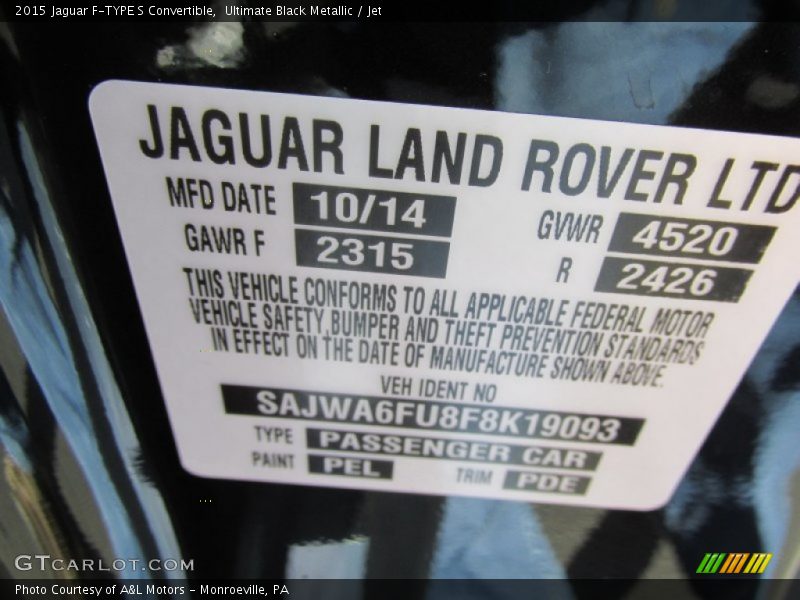 2015 Jaguar F-TYPE S Convertible, Ultimate Black Metallic / Jet
JAGUAR LAND ROVER LTD
MFD DATE 10/14 GVWR 4520
GAWR F 2315 R 2426
THIS VEHICLE CONFORMS TO ALL APPLICABLE FEDERAL MOTOR
VEHICLE SAFETY, BUMPER AND THEFT PREVENTION STANDARDS
IN EFFECT ON THE DATE OF MANUFACTURE SHOWN ABOVE.
VEH IDENT NO
SAJWA6FU8F8K19093
TYPE PASSENGER CAR
PAINT PEL TRIM PDE
GTCARLOT.COM
Photo Courtesy of A&L Motors - Monroeville, PA